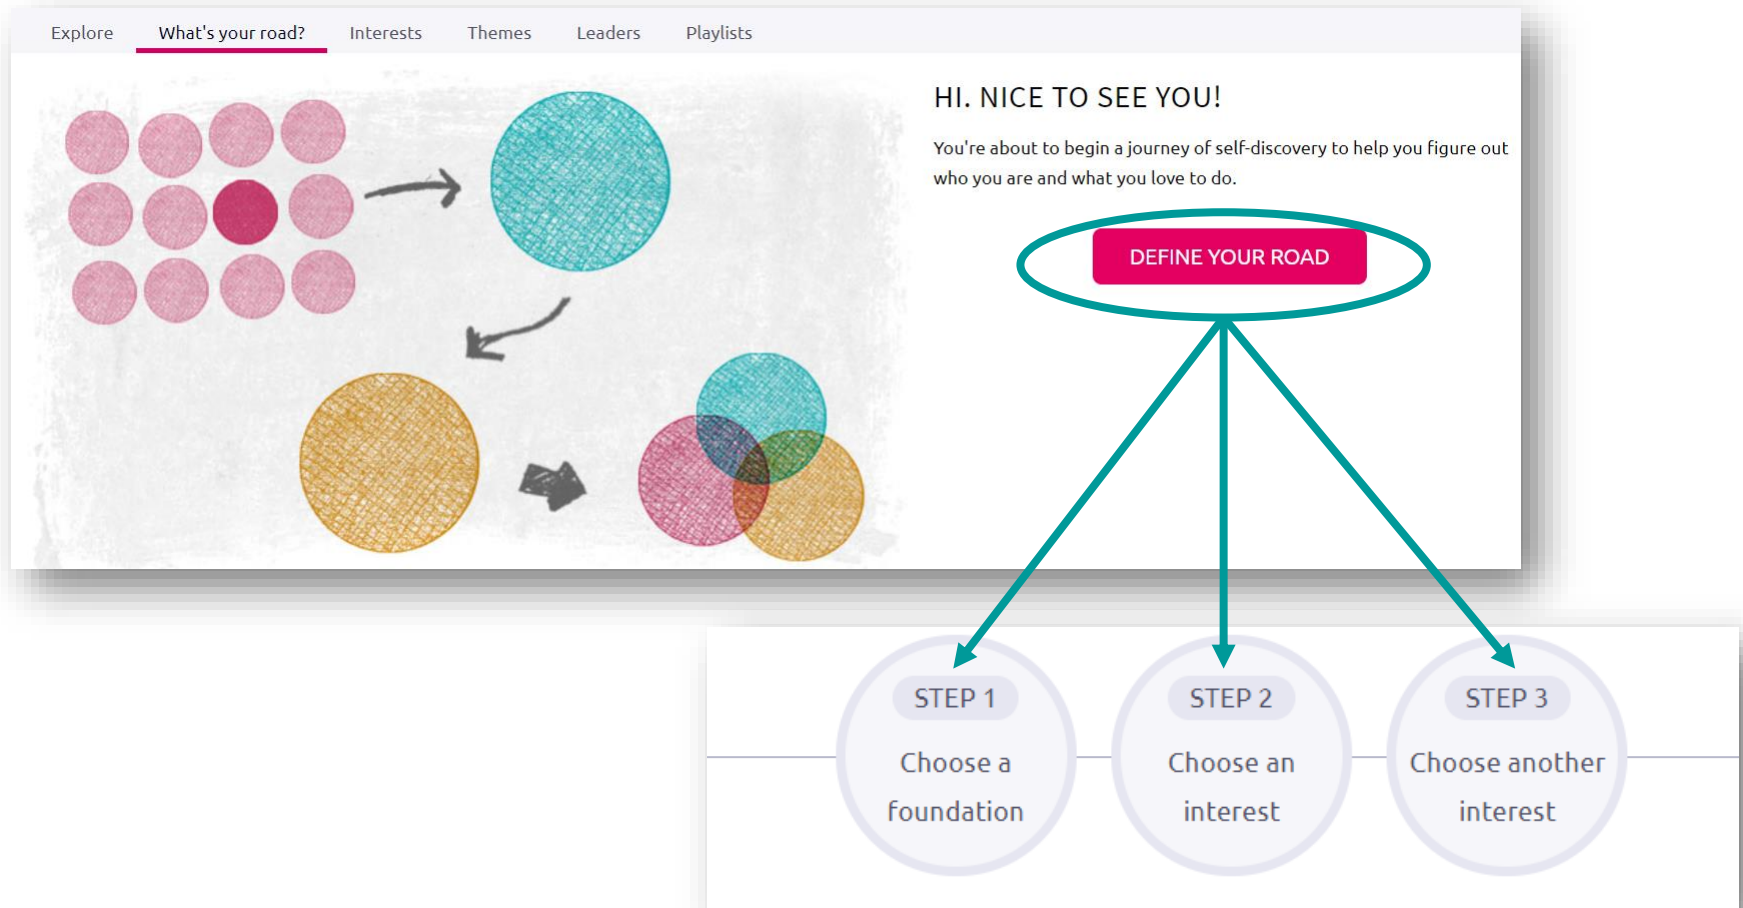 Explore What's your road? Interests Themes Leaders Playlists
HI. NICE TO SEE YOU!
You're about to begin a journey of self-discovery to help you figure out
who you are and what you love to do.
DEFINE YOUR ROAD
STEP 1
Choose a
foundation
STEP 2
Choose an
interest
STEP 3
Choose another
interest